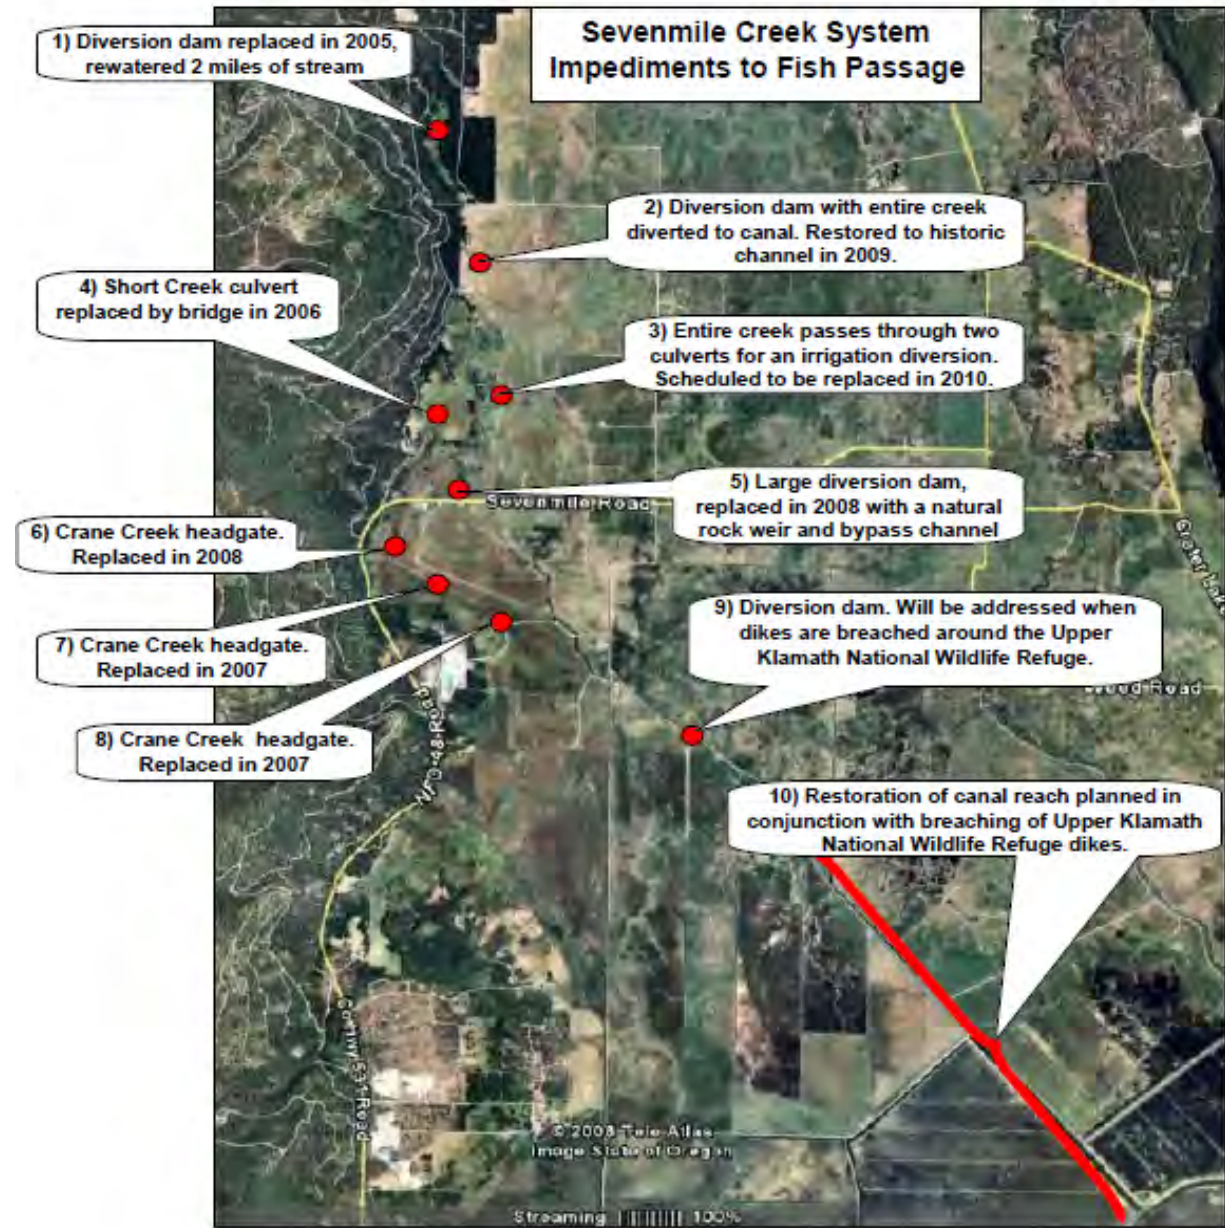 Sevenmile Creek System
Impediments to Fish Passage
1) Diversion dam replaced in 2005,
rewatered 2 miles of stream
2) Diversion dam with entire creek
diverted to canal. Restored to historic
channel in 2009.
4) Short Creek culvert
replaced by bridge in 2006
3) Entire creek passes through two
culverts for an irrigation diversion.
Scheduled to be replaced in 2010.
5) Large diversion dam,
replaced in 2008 with a natural
rock weir and bypass channel
Sevenmile Road
6) Crane Creek headgate.
Replaced in 2008
Crater Lak
9) Diversion dam. Will be addressed when
dikes are breached around the Upper
Klamath National Wildlife Refuge.
7) Crane Creek headgate.
Replaced in 2007
Wood Road
8) Crane Creek headgate.
Replaced in 2007
10) Restoration of canal reach planned in
conjunction with breaching of Upper Klamath
National Wildlife Refuge dikes.
Road
© 2008 Tele Atlas
Image State of Oregon
Streaming |||||||||| 100%